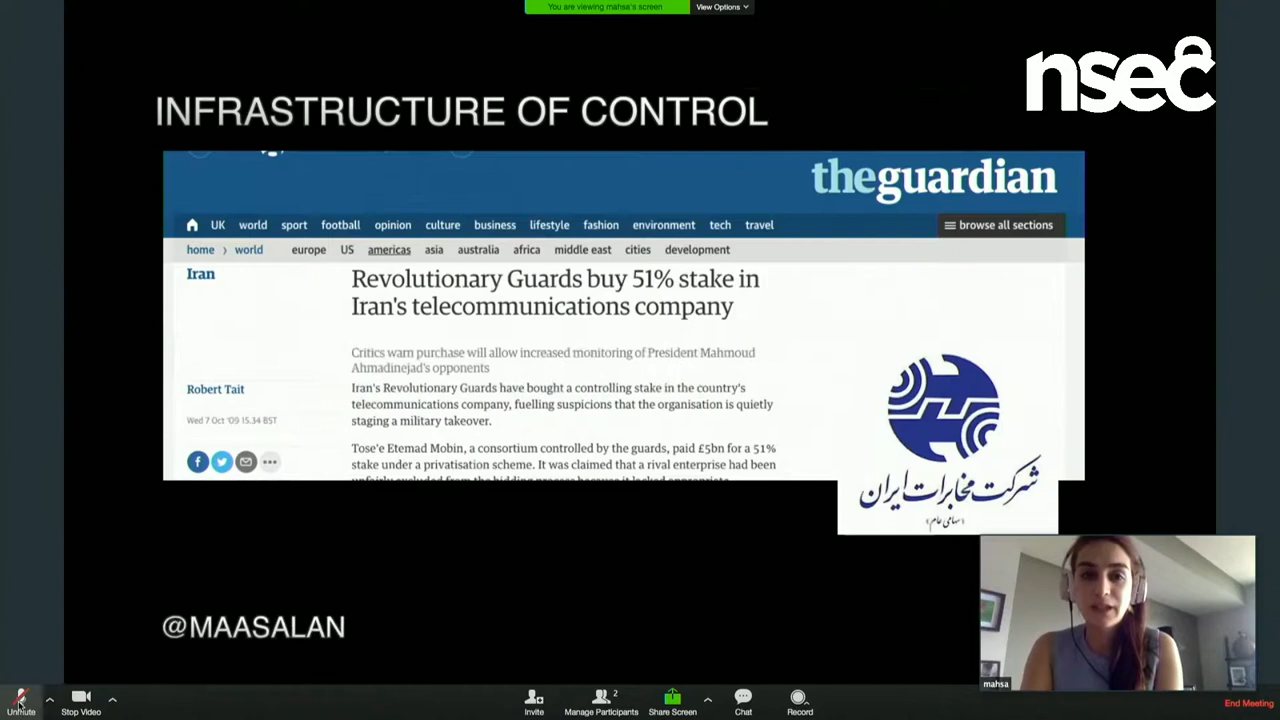 You are viewing mahsa's screen
View Options
nsec
INFRASTRUCTURE OF CONTROL
theguardian
UK world sport football opinion culture business lifestyle fashion environment tech travel
browse all sections
home › world europe US americas asia australia africa middle east cities development
Iran
Revolutionary Guards buy 51% stake in
Iran's telecommunications company
Critics warn purchase will allow increased monitoring of President Mahmoud
Ahmadinejad's opponents
Robert Tait
Wed 7 Oct '09 15.34 BST
Iran's Revolutionary Guards have bought a controlling stake in the country's
telecommunications company, fuelling suspicions that the organisation is quietly
staging a military takeover.
Tose'e Etemad Mobin, a consortium controlled by the guards, paid £5bn for a 51%
stake under a privatisation scheme. It was claimed that a rival enterprise had been
شرکت مخابرات ایران
(سهامی عام)
@MAASALAN
mahsa
Unmute
Stop Video
Invite
2
Manage Participants
Share Screen
Chat
Record
End Meeting